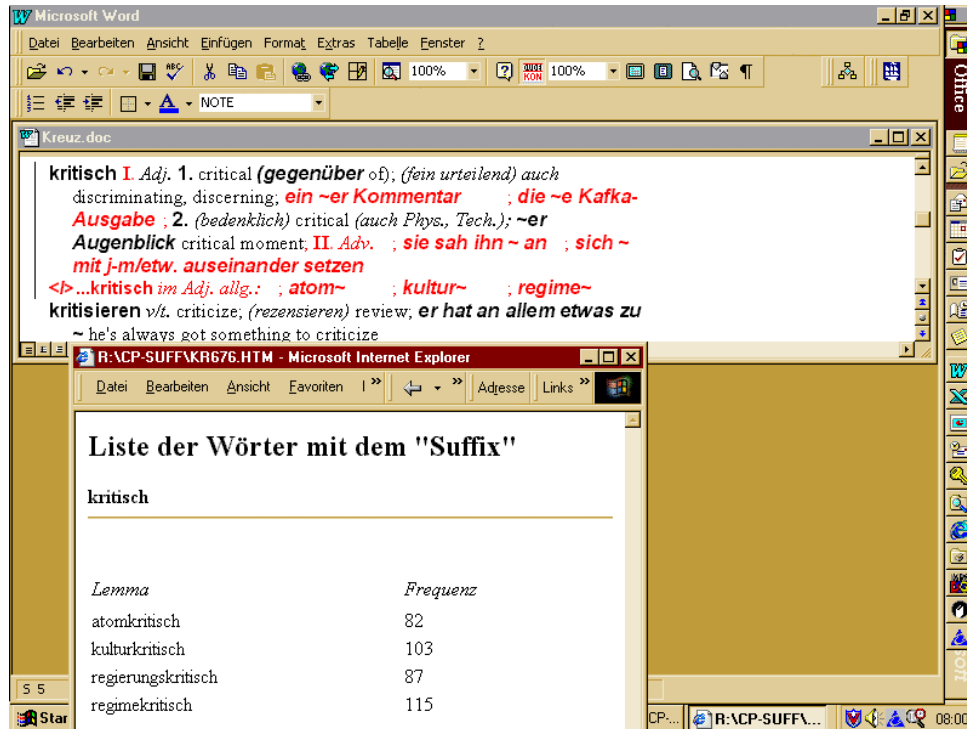 Microsoft Word
Datei Bearbeiten Ansicht Einfügen Format Extras Tabelle Fenster ?
100% 100%
NOTE
Office
Kreuz.doc
kritisch I. Adj. 1. critical (gegenüber of); (fein urteilend) auch
discriminating, discerning; ein ~er Kommentar ; die ~e Kafka-
Ausgabe ; 2. (bedenklich) critical (auch Phys., Tech.); ~er
Augenblick critical moment; II. Adv. ; sie sah ihn ~ an ; sich ~
mit j-m/etw. auseinander setzen
<I>...kritisch im Adj. allg.: ; atom~ ; kultur~ ; regime~
kritisieren v/t. criticize; (rezensieren) review; er hat an allem etwas zu
~ he's always got something to criticize
R:\CP-SUFF\KR676.HTM - Microsoft Internet Explorer
Datei Bearbeiten Ansicht Favoriten » » Adresse Links »
Liste der Wörter mit dem "Suffix"
kritisch
Lemma Frequenz
atomkritisch 82
kulturkritisch 103
regierungskritisch 87
regimekritisch 115
S 5
Star CP-... R:\CP-SUFF\... 08:00